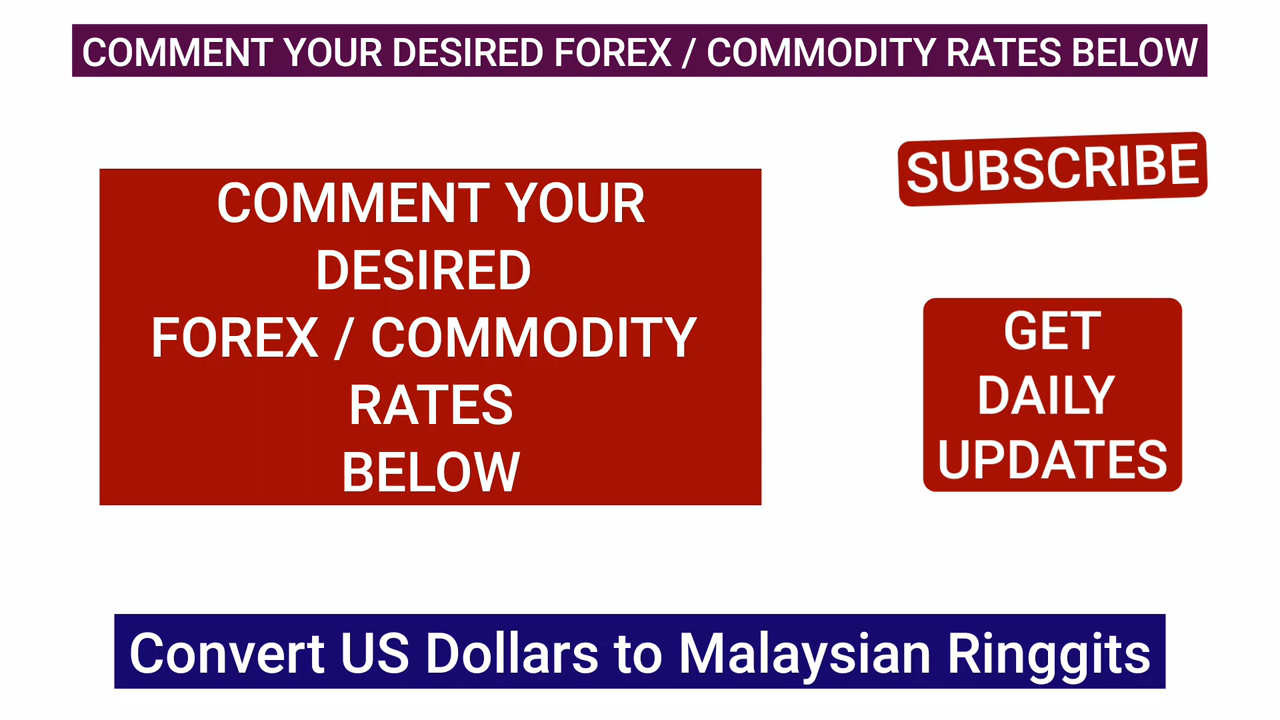 COMMENT YOUR DESIRED FOREX / COMMODITY RATES BELOW
COMMENT YOUR
DESIRED
FOREX / COMMODITY
RATES
BELOW
SUBSCRIBE
GET
DAILY
UPDATES
Convert US Dollars to Malaysian Ringgits